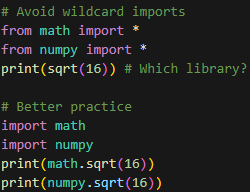 # Avoid wildcard imports
from math import *
from numpy import *
print(sqrt(16)) # Which library?
# Better practice
import math
import numpy
print(math.sqrt(16))
print(numpy.sqrt(16))